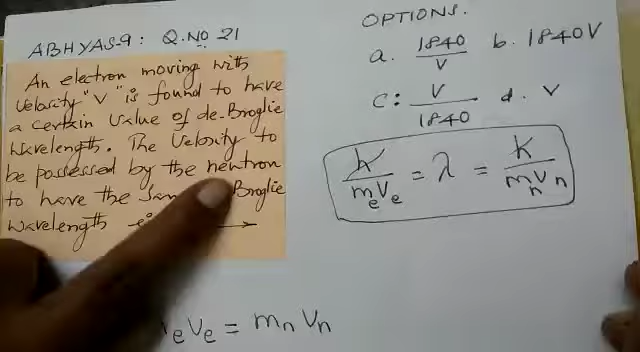 ABHYAS-9: Q.NO 21
An electron moving with
Velocity "V" is found to have
a certain Value of de-Broglie
Wavelength. The Velocity to
be possessed by the neutron
to have the Broglie
Wavelength
OPTIONS.
a. 1840/V b. 1840V
c: V/1840 d. V
h/mₑVₑ = λ = h/mₙVₙ
ₑVₑ = mₙVₙ